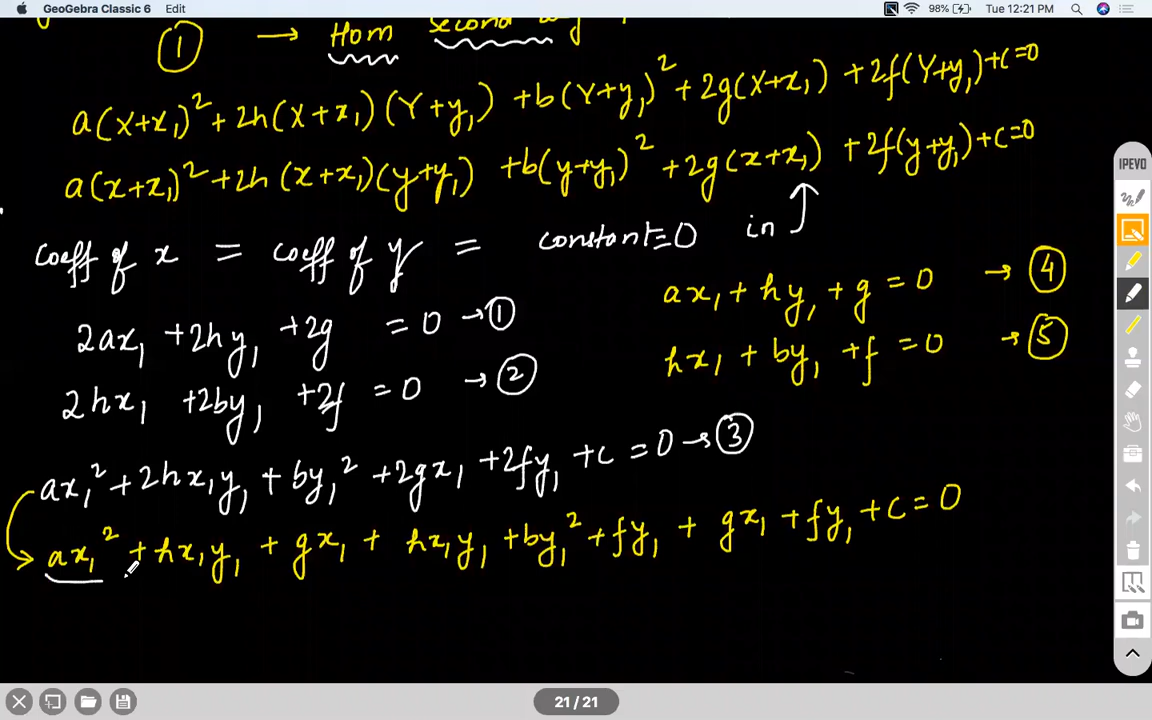 GeoGebra Classic 6 Edit 98% Tue 12:21 PM
① → Hom second
a(X+x₁)² + 2h(X+x₁)(Y+y₁) + b(Y+y₁)² + 2g(X+x₁) + 2f(Y+y₁) + c = 0
a(x+x₁)² + 2h(x+x₁)(y+y₁) + b(y+y₁)² + 2g(x+x₁) + 2f(y+y₁) + c = 0
coeff of x = coeff of y = constant = 0 in ↑
2ax₁ + 2hy₁ + 2g = 0 → ①
2hx₁ + 2by₁ + 2f = 0 → ②
ax₁ + hy₁ + g = 0 → ④
hx₁ + by₁ + f = 0 → ⑤
ax₁² + 2hx₁y₁ + by₁² + 2gx₁ + 2fy₁ + c = 0 → ③
ax₁² + hx₁y₁ + gx₁ + hx₁y₁ + by₁² + fy₁ + gx₁ + fy₁ + c = 0
IPEVO
21 / 21